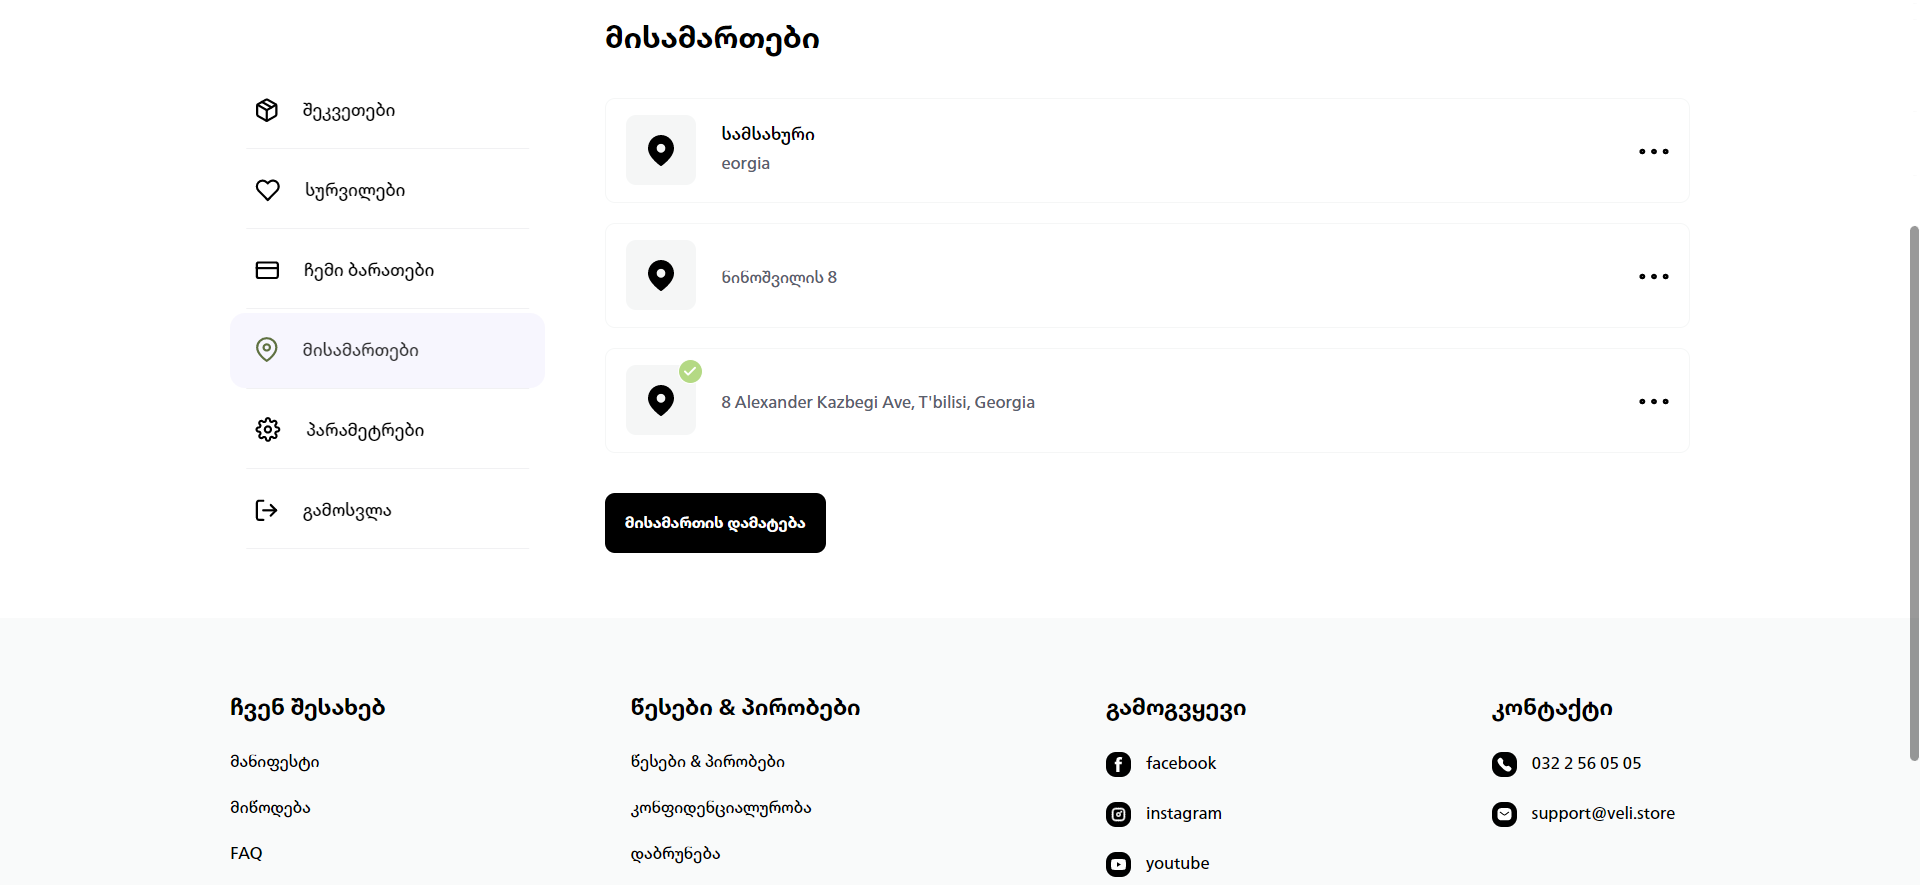 მისამართები
შეკვეთები
სურვილები
ჩემი ბარათები
მისამართები
პარამეტრები
გამოსვლა
სამსახური
eorgia
ნინოშვილის 8
8 Alexander Kazbegi Ave, T'bilisi, Georgia
მისამართის დამატება
ჩვენ შესახებ
მანიფესტი
მიწოდება
FAQ
წესები & პირობები
წესები & პირობები
კონფიდენციალურობა
დაბრუნება
გამოგვყევი
facebook
instagram
youtube
კონტაქტი
032 2 56 05 05
support@veli.store